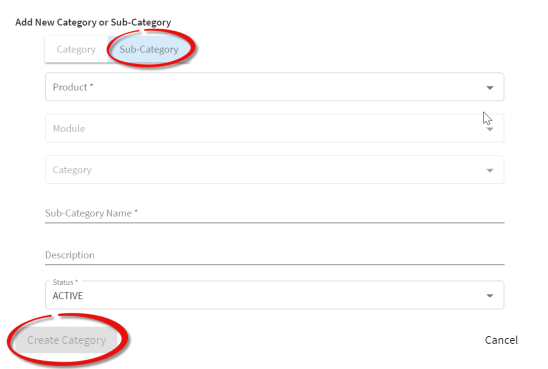 Add New Category or Sub-Category
Category Sub-Category
Product *
Module
Category
Sub-Category Name *
Description
Status *
ACTIVE
Create Category Cancel